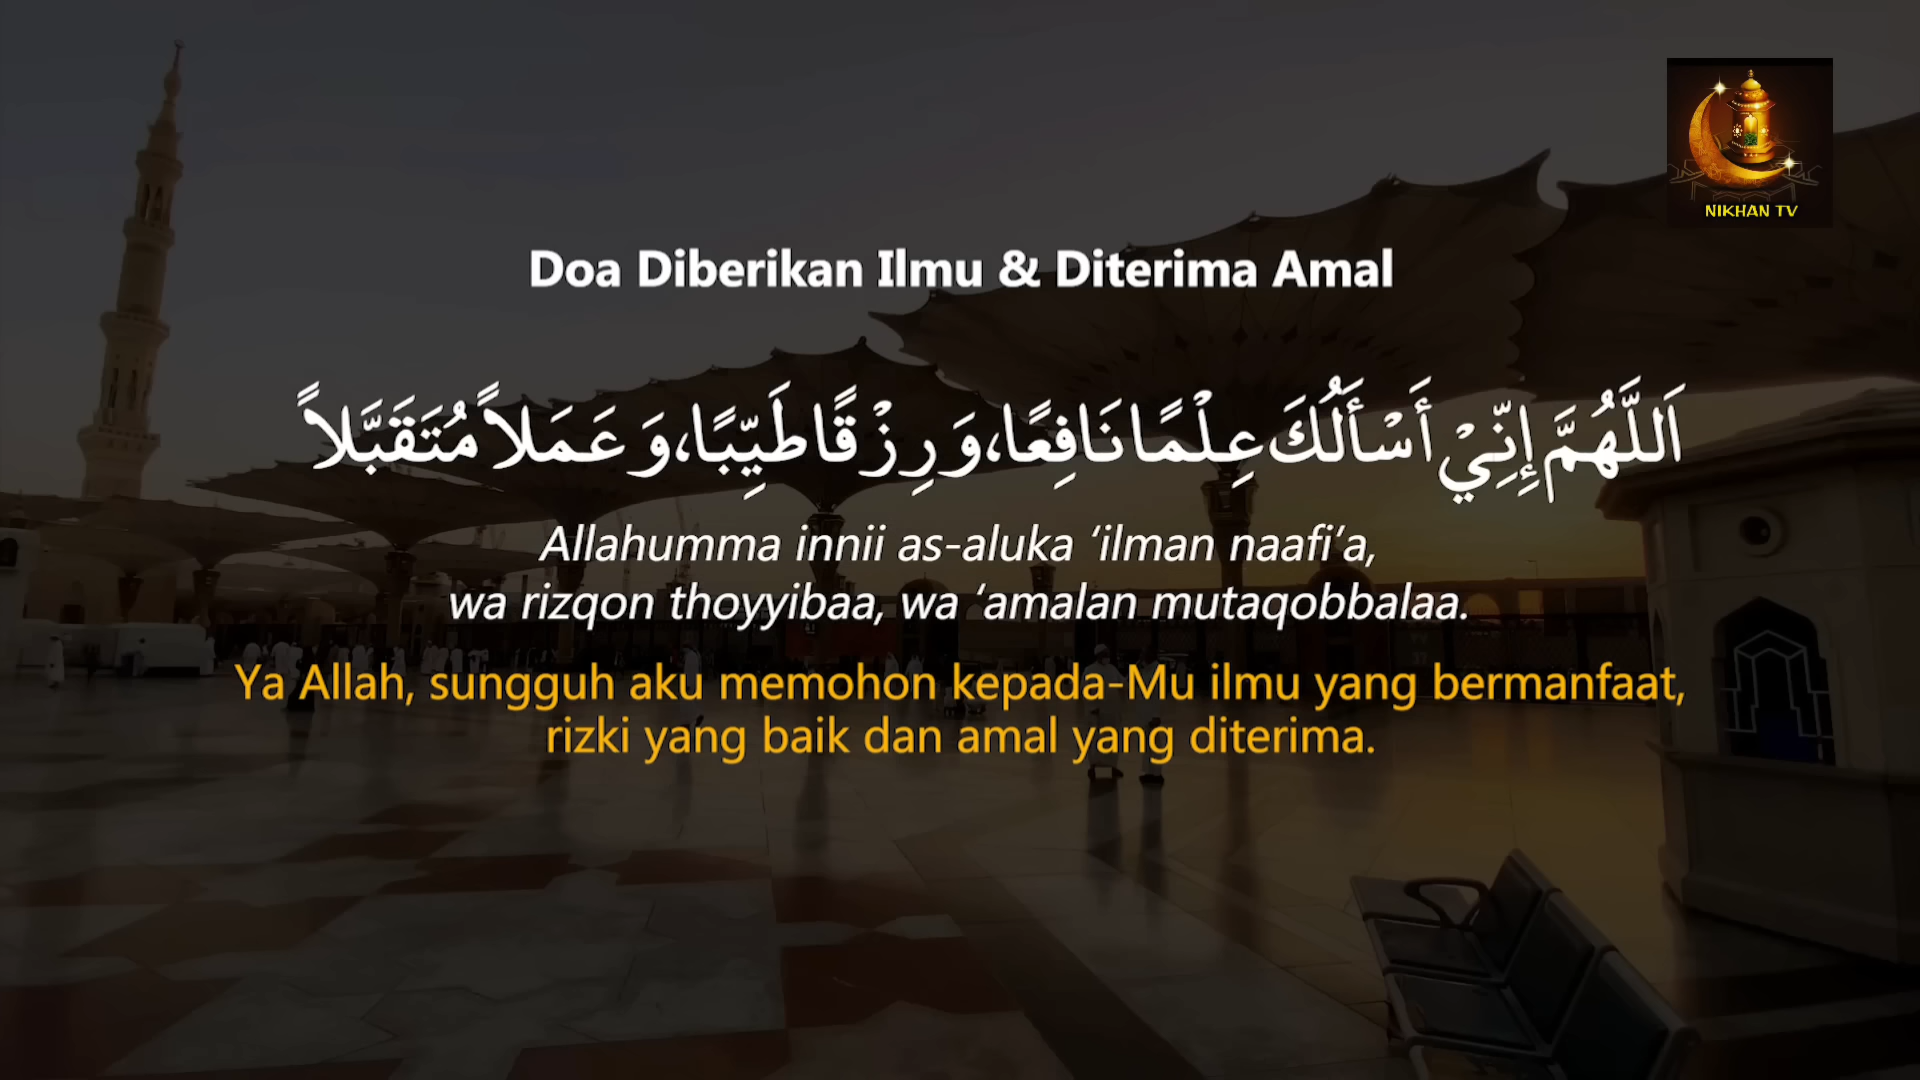 NIKHAN TV
Doa Diberikan Ilmu & Diterima Amal
اَللَّهُمَّ إِنِّيْ أَسْأَلُكَ عِلْمًا نَافِعًا، وَ رِزْقًا طَيِّبًا، وَ عَمَلاً مُتَقَبَّلاً
Allahumma innii as-aluka ‘ilman naafi’a,
wa rizqon thoyyibaa, wa ‘amalan mutaqobbalaa.
Ya Allah, sungguh aku memohon kepada-Mu ilmu yang bermanfaat,
rizki yang baik dan amal yang diterima.